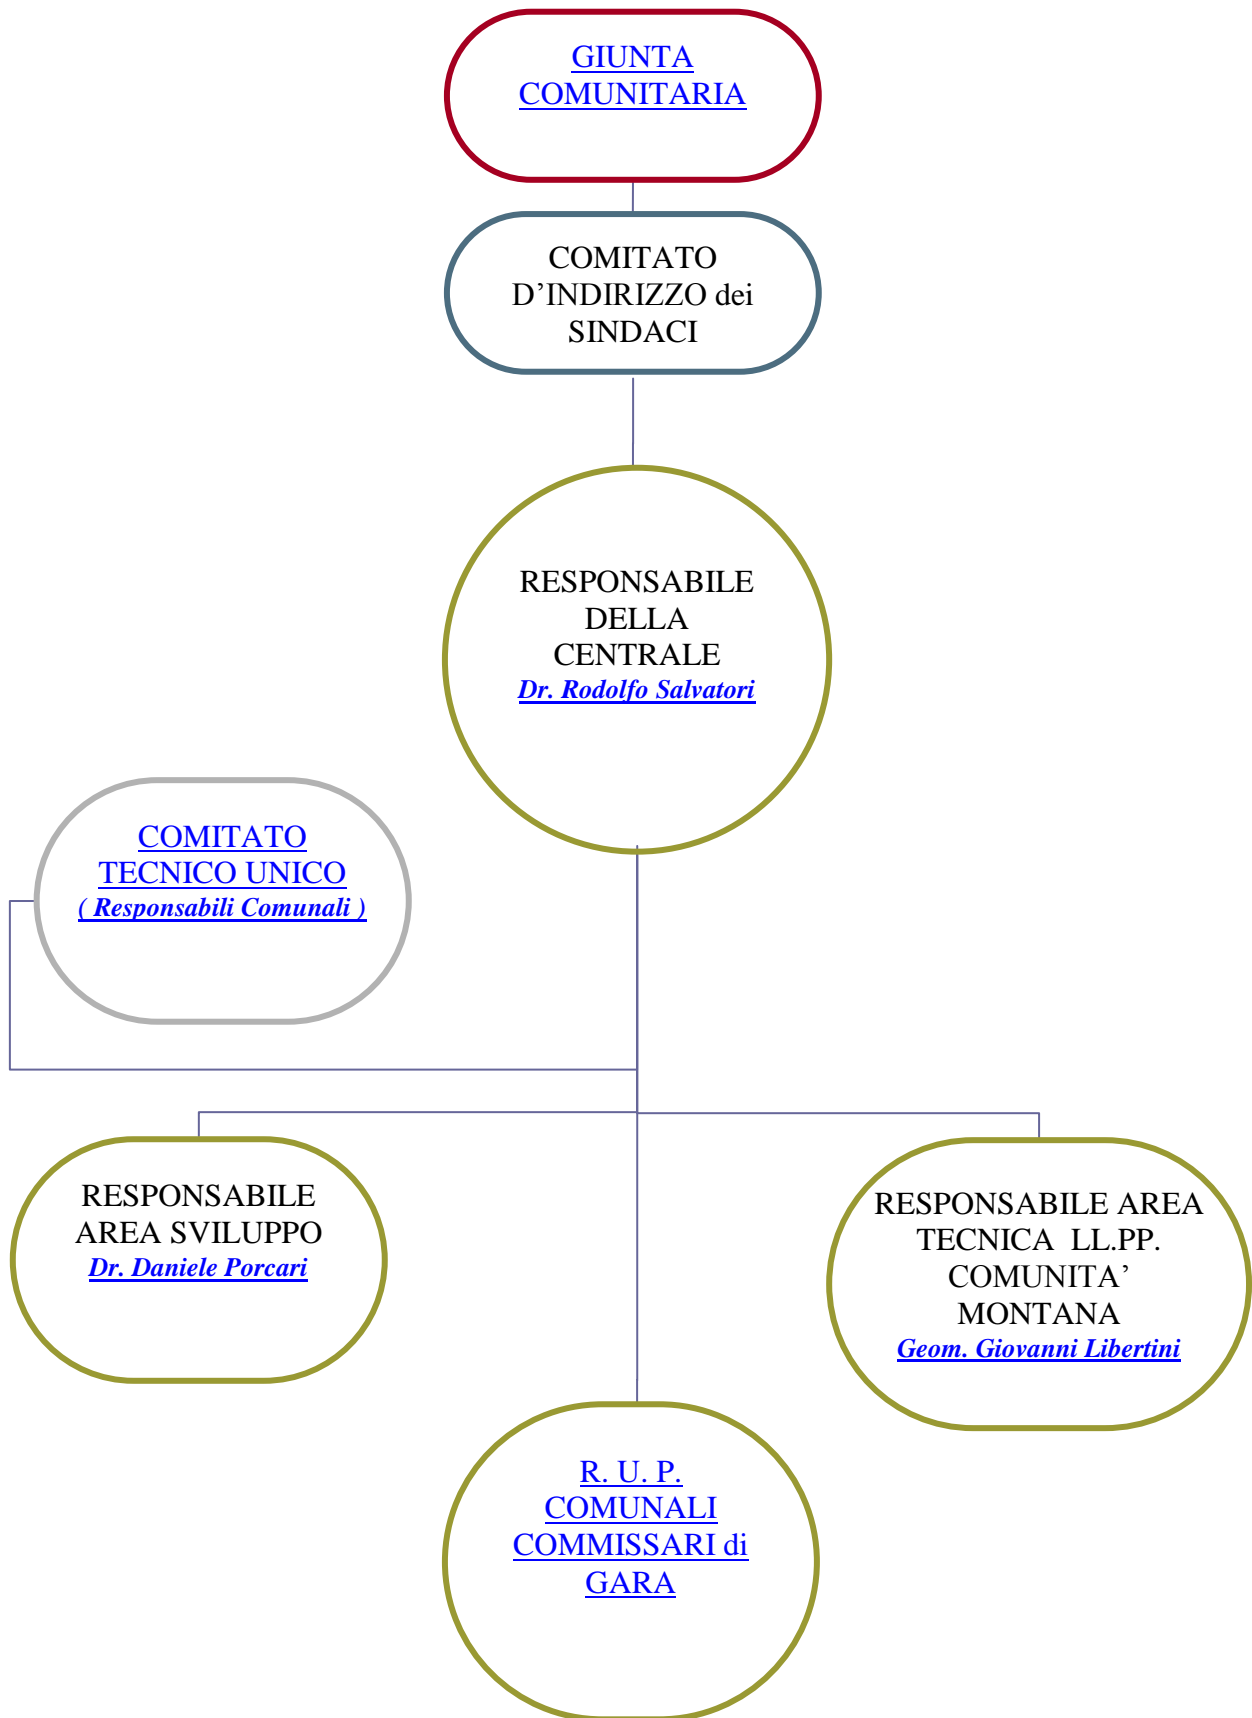 GIUNTA
COMUNITARIA
COMITATO
D’INDIRIZZO dei
SINDACI
RESPONSABILE
DELLA
CENTRALE
Dr. Rodolfo Salvatori
COMITATO
TECNICO UNICO
( Responsabili Comunali )
RESPONSABILE
AREA SVILUPPO
Dr. Daniele Porcari
RESPONSABILE AREA
TECNICA LL.PP.
COMUNITA’
MONTANA
Geom. Giovanni Libertini
R. U. P.
COMUNALI
COMMISSARI di
GARA